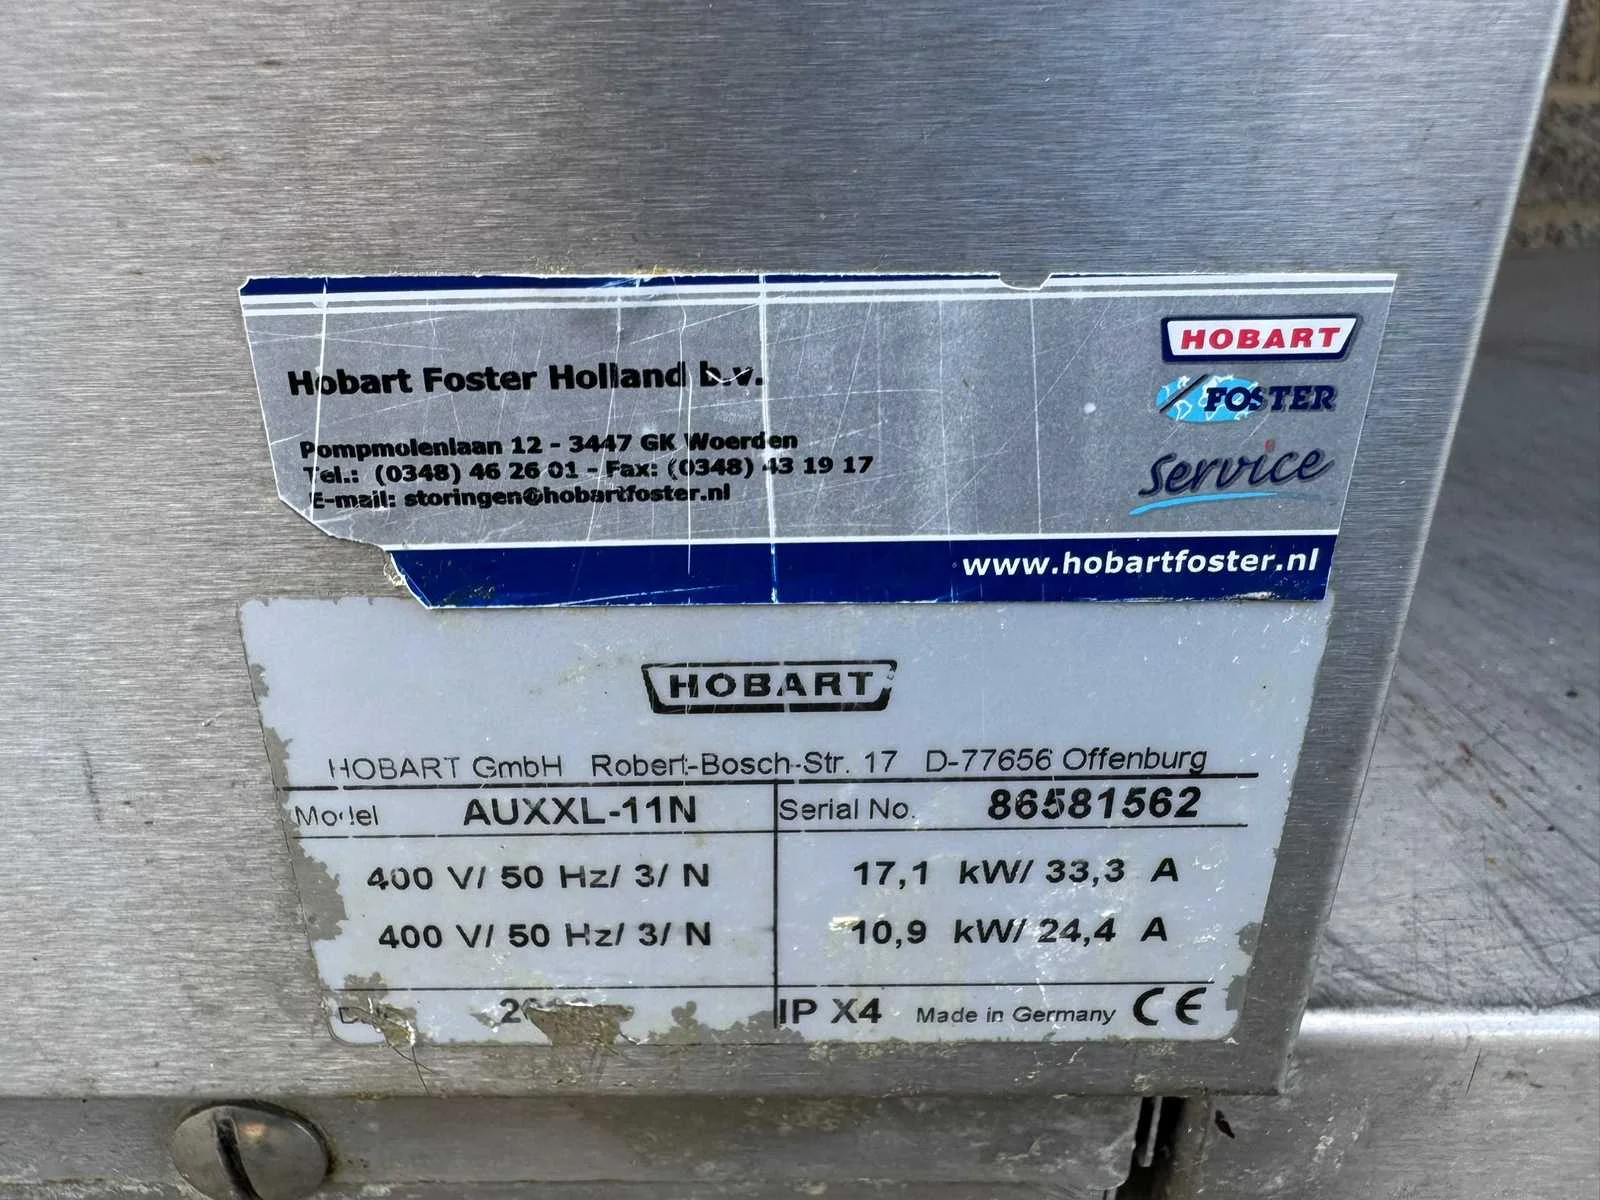 HOBART
FOSTER
service
Hobart Foster Holland b.v.
Pompmolenlaan 12 - 3447 GK Woerden
Tel.: (0348) 46 26 01 - Fax: (0348) 43 19 17
E-mail: storingen@hobartfoster.nl
www.hobartfoster.nl
HOBART
HOBART GmbH Robert-Bosch-Str. 17 D-77656 Offenburg
Model AUXXL-11N Serial No. 86581562
400 V/ 50 Hz/ 3/ N 17,1 kW/ 33,3 A
400 V/ 50 Hz/ 3/ N 10,9 kW/ 24,4 A
IP X4 Made in Germany CE